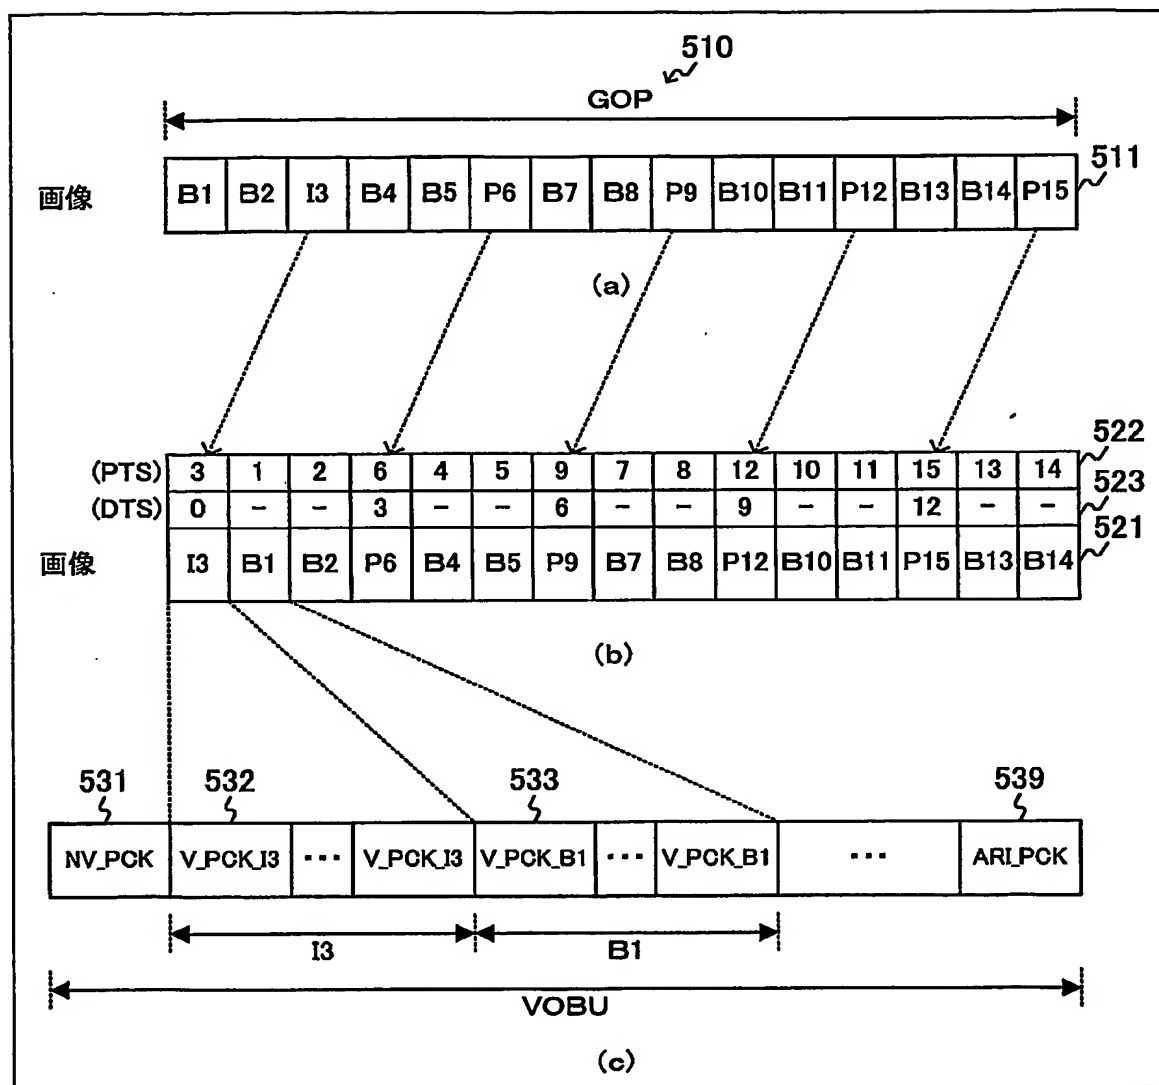 510
GOP
画像 B1 B2 I3 B4 B5 P6 B7 B8 P9 B10 B11 P12 B13 B14 P15 511
(a)
(PTS) 3 1 2 6 4 5 9 7 8 12 10 11 15 13 14 522
(DTS) 0 - - 3 - - 6 - - 9 - - 12 - - 523
画像 I3 B1 B2 P6 B4 B5 P9 B7 B8 P12 B10 B11 P15 B13 B14 521
(b)
531 532 533 539
NV_PCK V_PCK_I3 ··· V_PCK_I3 V_PCK_B1 ··· V_PCK_B1 ··· ARI_PCK
I3 B1
VOBU
(c)